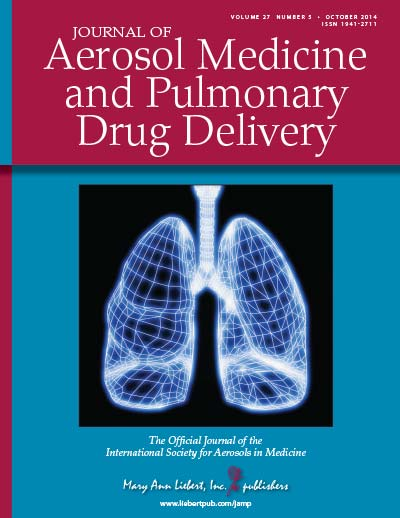 VOLUME 27 NUMBER 5 • OCTOBER 2014
ISSN 1941-2711
JOURNAL OF
Aerosol Medicine
and Pulmonary
Drug Delivery
The Official Journal of the
International Society for Aerosols in Medicine
Mary Ann Liebert, Inc. publishers
www.liebertpub.com/jamp